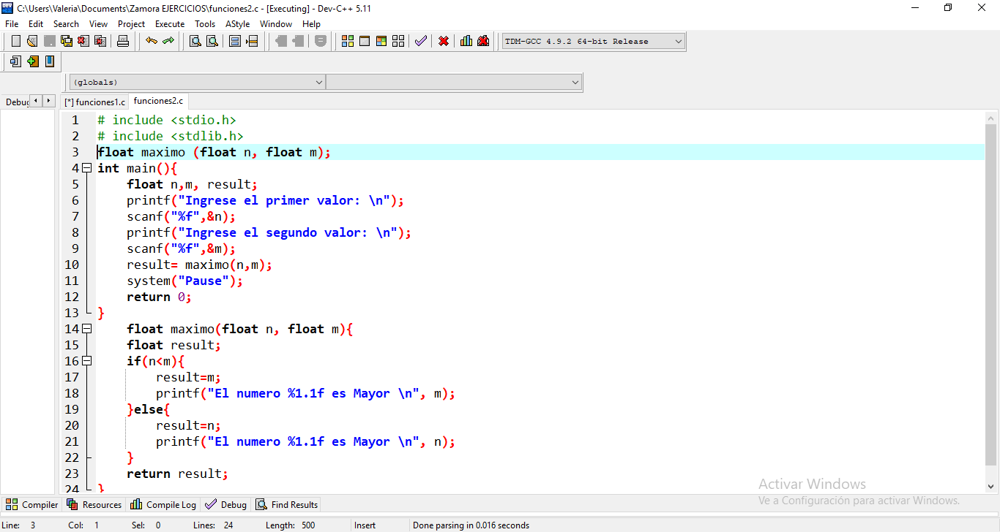 C:\Users\Valeria\Documents\Zamora EJERCICIOS\funciones2.c - [Executing] - Dev-C++ 5.11
File Edit Search View Project Execute Tools AStyle Window Help
TDM-GCC 4.9.2 64-bit Release
(globals)
Debug [*] funciones1.c funciones2.c
1 # include <stdio.h>
2 # include <stdlib.h>
3 float maximo (float n, float m);
4 int main(){
5 float n,m, result;
6 printf("Ingrese el primer valor: \n");
7 scanf("%f",&n);
8 printf("Ingrese el segundo valor: \n");
9 scanf("%f",&m);
10 result= maximo(n,m);
11 system("Pause");
12 return 0;
13 }
14 float maximo(float n, float m){
15 float result;
16 if(n<m){
17 result=m;
18 printf("El numero %1.1f es Mayor \n", m);
19 }else{
20 result=n;
21 printf("El numero %1.1f es Mayor \n", n);
22 }
23 return result;
24 }
Activar Windows
Ve a Configuración para activar Windows.
Compiler Resources Compile Log Debug Find Results
Line: 3 Col: 1 Sel: 0 Lines: 24 Length: 500 Insert Done parsing in 0.016 seconds